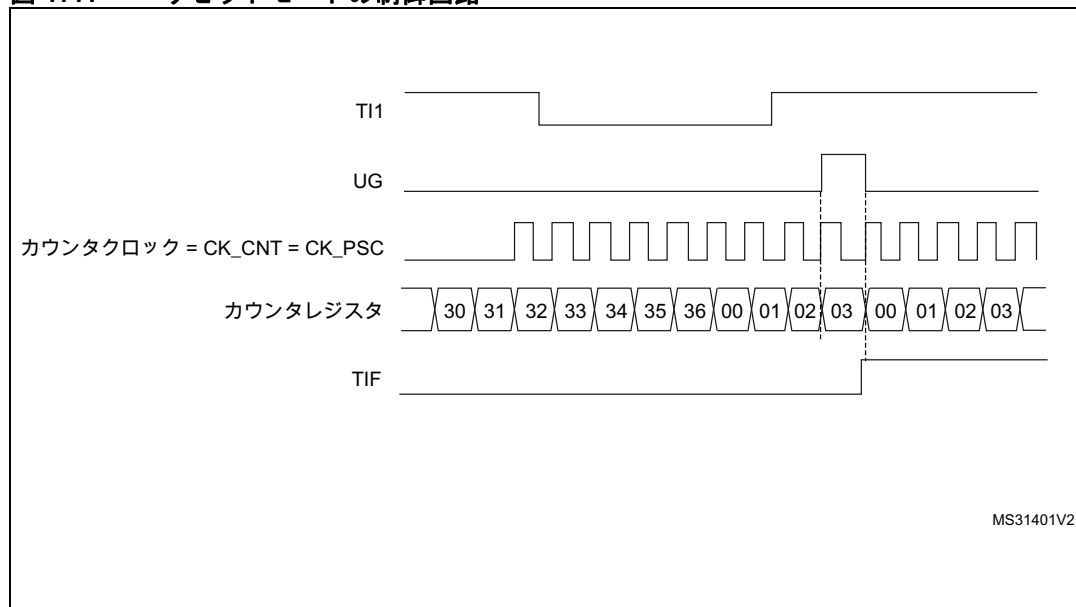 TI1
UG
カウンタクロック = CK_CNT = CK_PSC
カウンタレジスタ 30 31 32 33 34 35 36 00 01 02 03 00 01 02 03
TIF
MS31401V2